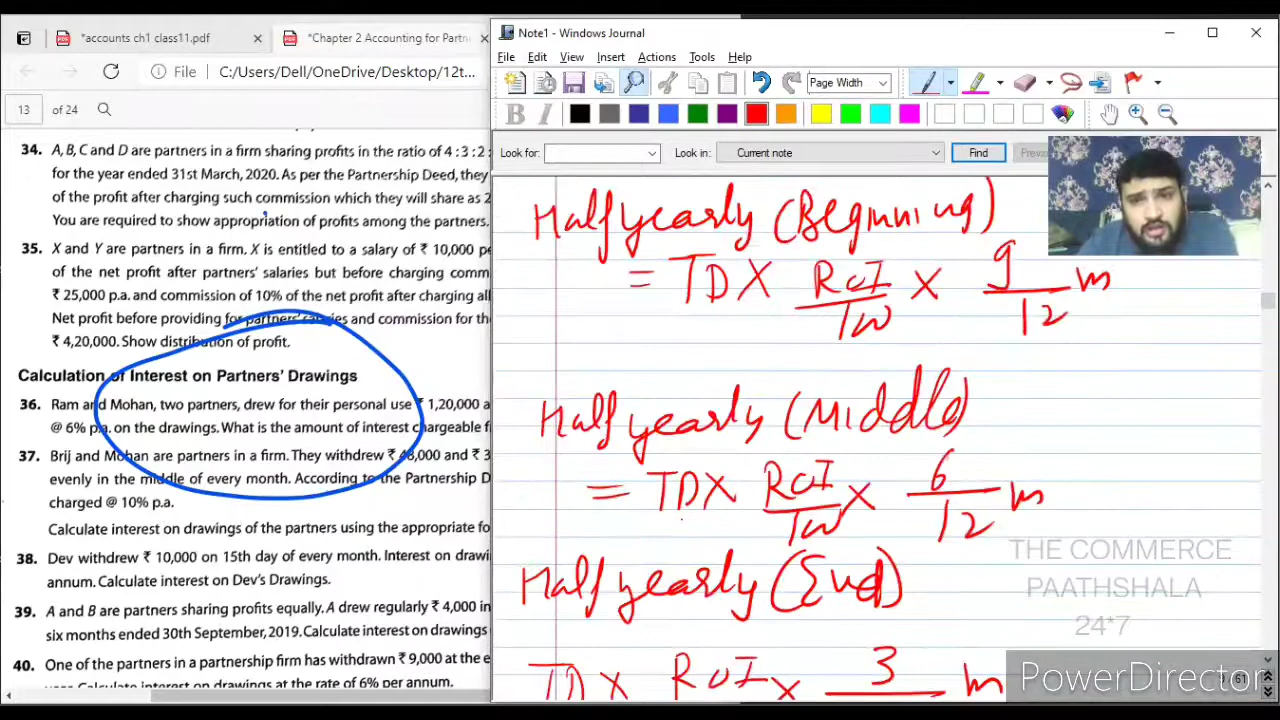 *accounts ch1 class11.pdf
*Chapter 2 Accounting for Partn
Note1 - Windows Journal
File
C:/Users/Dell/OneDrive/Desktop/12t...
File Edit View Insert Actions Tools Help
Page Width
13 of 24
B I
Look for: Look in: Current note Find Previo
34. A, B, C and D are partners in a firm sharing profits in the ratio of 4 : 3 : 2 :
for the year ended 31st March, 2020. As per the Partnership Deed, they
of the profit after charging such commission which they will share as 2
You are required to show appropriation of profits among the partners.
35. X and Y are partners in a firm. X is entitled to a salary of ₹ 10,000 pe
of the net profit after partners' salaries but before charging comm
₹ 25,000 p.a. and commission of 10% of the net profit after charging all
Net profit before providing for partners' salaries and commission for the
₹ 4,20,000. Show distribution of profit.
Calculation of Interest on Partners' Drawings
36. Ram and Mohan, two partners, drew for their personal use ₹ 1,20,000 a
@ 6% p.a. on the drawings. What is the amount of interest chargeable f
37. Brij and Mohan are partners in a firm. They withdrew ₹ 48,000 and ₹ 3
evenly in the middle of every month. According to the Partnership D
charged @ 10% p.a.
Calculate interest on drawings of the partners using the appropriate fo
38. Dev withdrew ₹ 10,000 on 15th day of every month. Interest on drawi
annum. Calculate interest on Dev's Drawings.
39. A and B are partners sharing profits equally. A drew regularly ₹ 4,000 in
six months ended 30th September, 2019. Calculate interest on drawings
40. One of the partners in a partnership firm has withdrawn ₹ 9,000 at the e
year. Calculate interest on drawings at the rate of 6% per annum.
Half yearly (Beginning)
= TD X ROI/100 X 9/12 m
Half yearly (Middle)
= TD X ROI/100 X 6/12 m
Half yearly (End)
TD X ROI X 3 m
THE COMMERCE
PAATHSHALA
24*7
PowerDirector